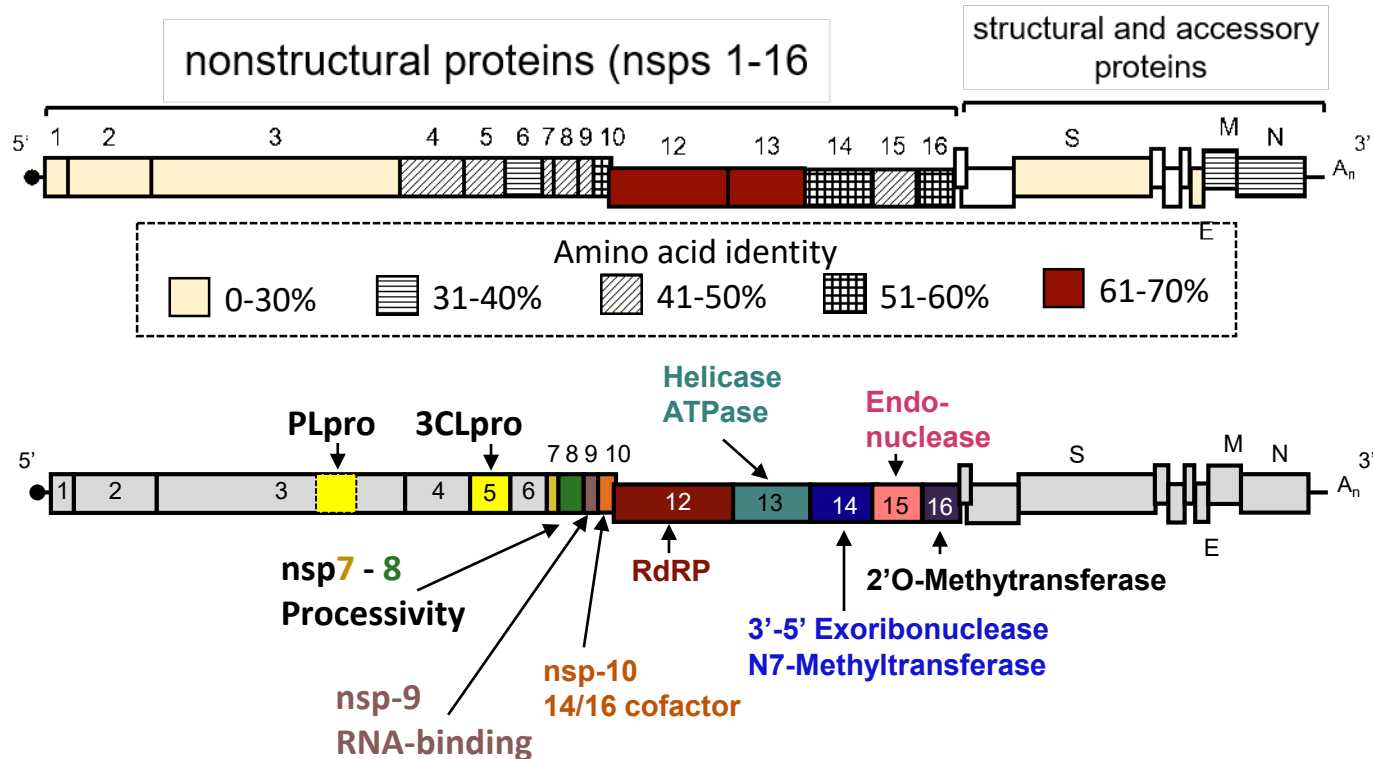 nonstructural proteins (nsps 1-16
structural and accessory
proteins
5' 1 2 3 4 5 6 7 8 9 10 12 13 14 15 16 S M N 3'
An
E
Amino acid identity
0-30% 31-40% 41-50% 51-60% 61-70%
Helicase
ATPase
Endo-
nuclease
PLpro 3CLpro
5' 1 2 3 4 5 6 7 8 9 10 12 13 14 15 16 S M N 3'
An
E
nsp7 - 8
Processivity
RdRP
2'O-Methytransferase
3'-5' Exoribonuclease
N7-Methyltransferase
nsp-10
14/16 cofactor
nsp-9
RNA-binding